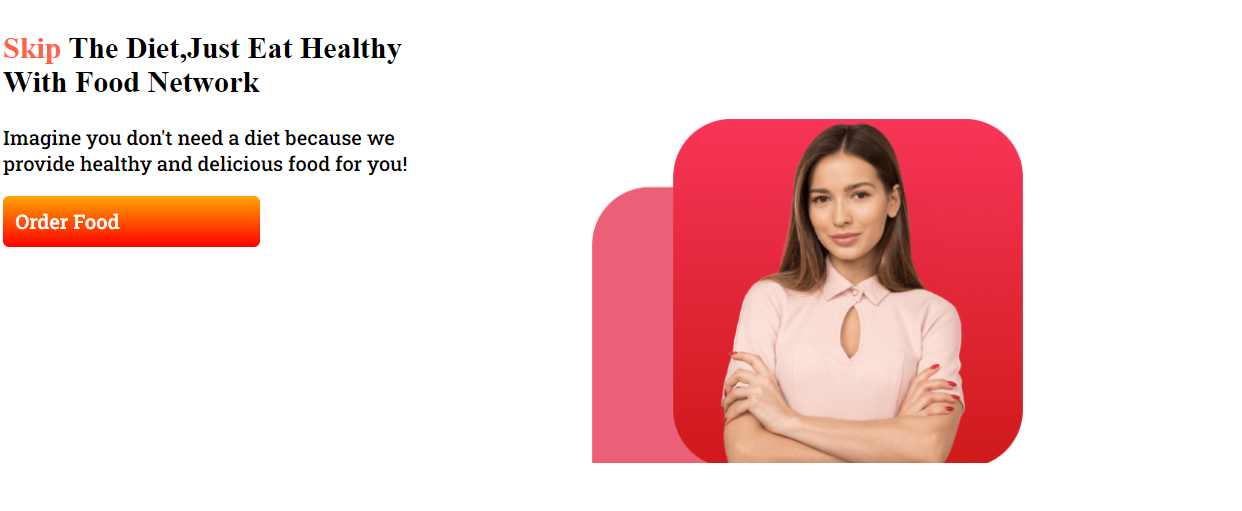 Skip The Diet,Just Eat Healthy
With Food Network
Imagine you don't need a diet because we
provide healthy and delicious food for you!
Order Food